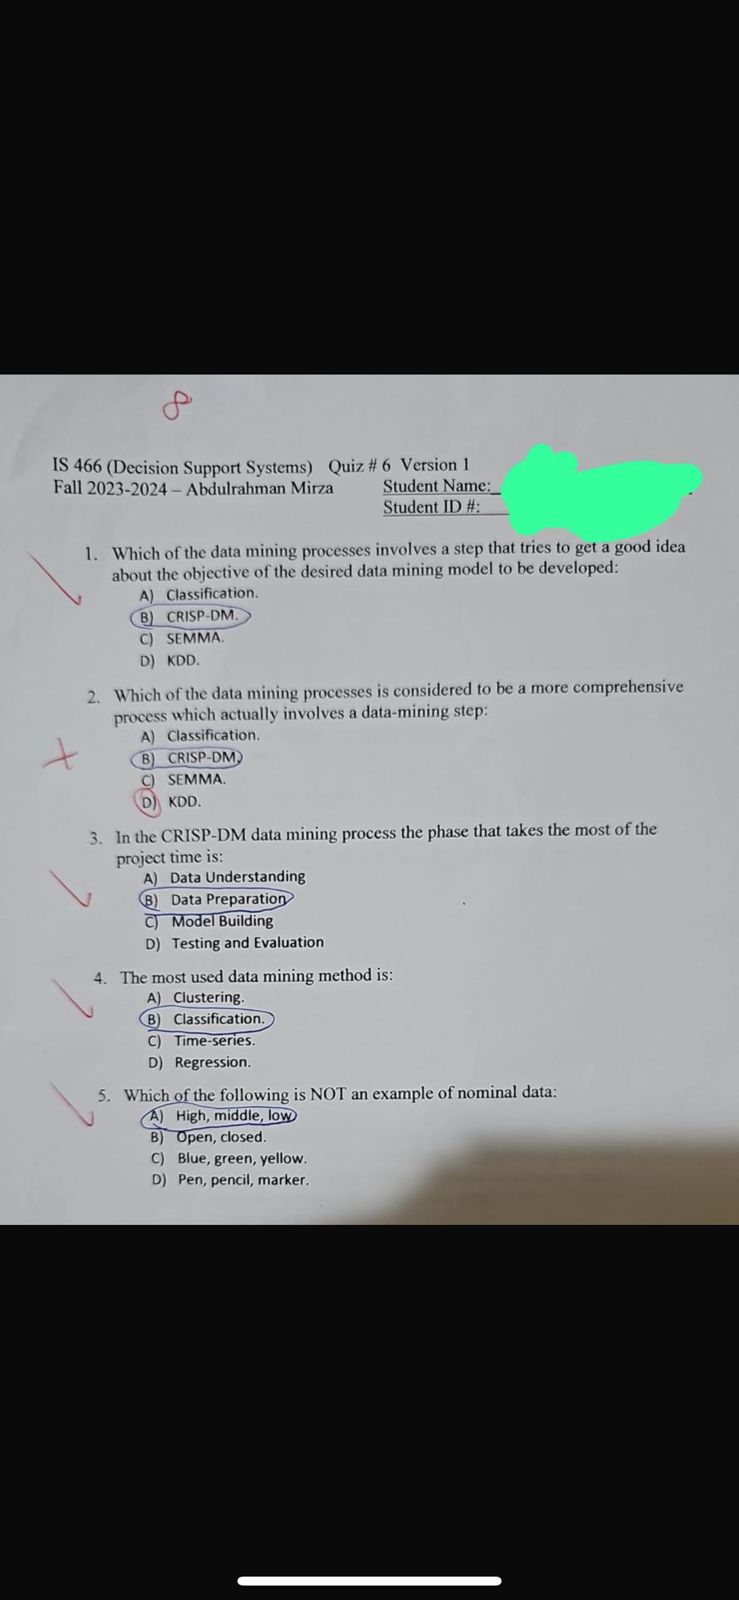 8
IS 466 (Decision Support Systems) Quiz # 6 Version 1
Fall 2023-2024 – Abdulrahman Mirza Student Name:_
Student ID #:
1. Which of the data mining processes involves a step that tries to get a good idea
about the objective of the desired data mining model to be developed:
A) Classification.
B) CRISP-DM.
C) SEMMA.
D) KDD.
2. Which of the data mining processes is considered to be a more comprehensive
process which actually involves a data-mining step:
A) Classification.
B) CRISP-DM.
C) SEMMA.
D) KDD.
3. In the CRISP-DM data mining process the phase that takes the most of the
project time is:
A) Data Understanding
B) Data Preparation
C) Model Building
D) Testing and Evaluation
4. The most used data mining method is:
A) Clustering.
B) Classification.
C) Time-series.
D) Regression.
5. Which of the following is NOT an example of nominal data:
A) High, middle, low
B) Open, closed.
C) Blue, green, yellow.
D) Pen, pencil, marker.